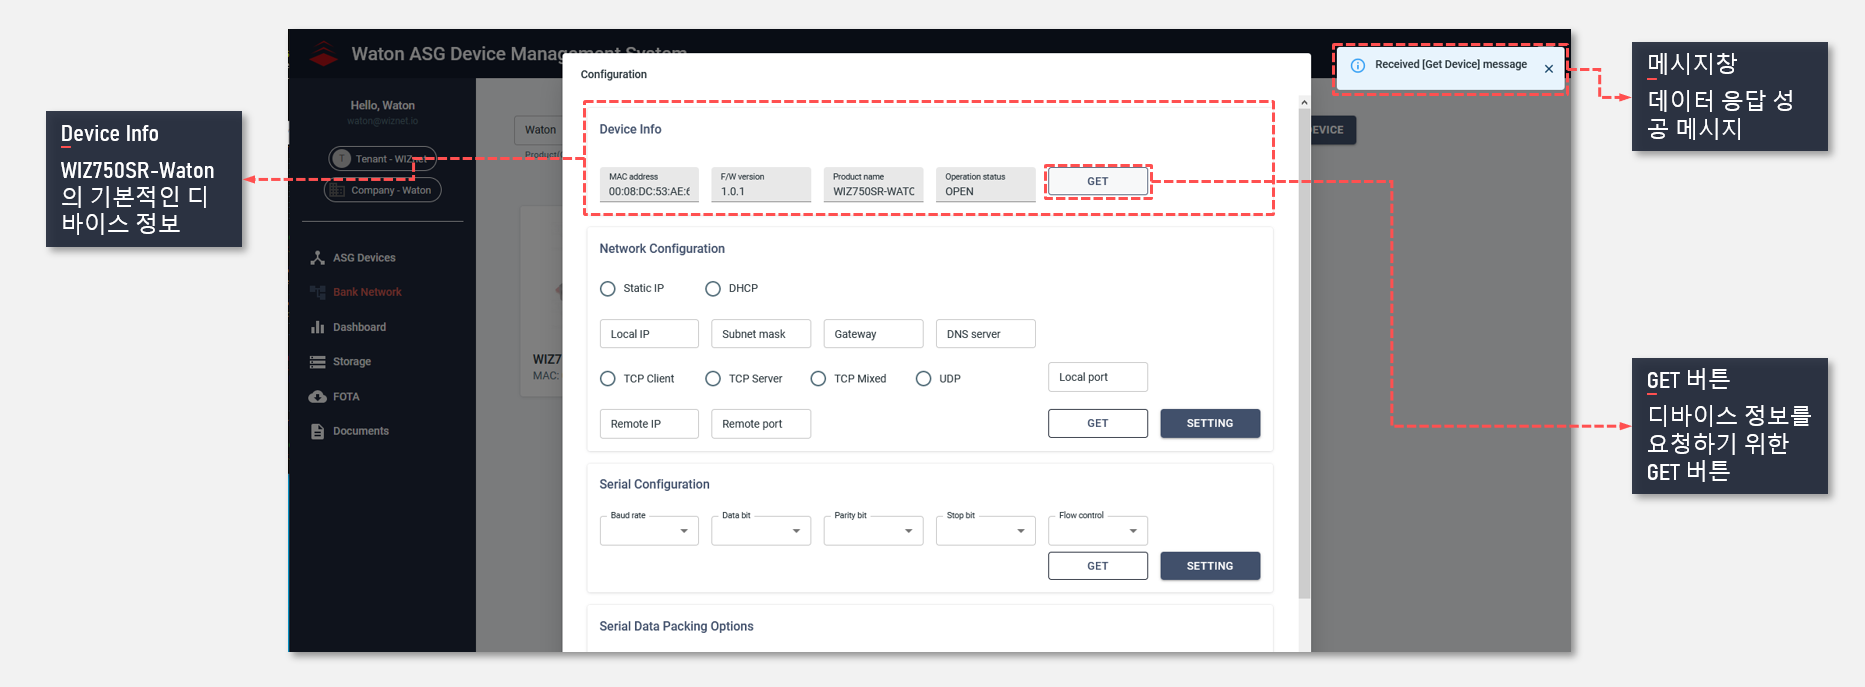 Waton ASG Device Management System
Hello, Waton
waton@wiznet.io
T Tenant - WIZnet
Company - Waton
ASG Devices
Bank Network
Dashboard
Storage
FOTA
Documents
Waton
WIZ7
MAC:
Configuration
Device Info
MAC address
00:08:DC:53:AE:
F/W version
1.0.1
Product name
WIZ750SR-WATC
Operation status
OPEN
GET
Network Configuration
Static IP
DHCP
Local IP
Subnet mask
Gateway
DNS server
TCP Client
TCP Server
TCP Mixed
UDP
Local port
Remote IP
Remote port
GET
SETTING
Serial Configuration
Baud rate
Data bit
Parity bit
Stop bit
Flow control
GET
SETTING
Serial Data Packing Options
Received [Get Device] message
EVICE
Device Info
WIZ750SR-Waton
의 기본적인 디
바이스 정보
메시지창
데이터 응답 성
공 메시지
GET 버튼
디바이스 정보를
요청하기 위한
GET 버튼